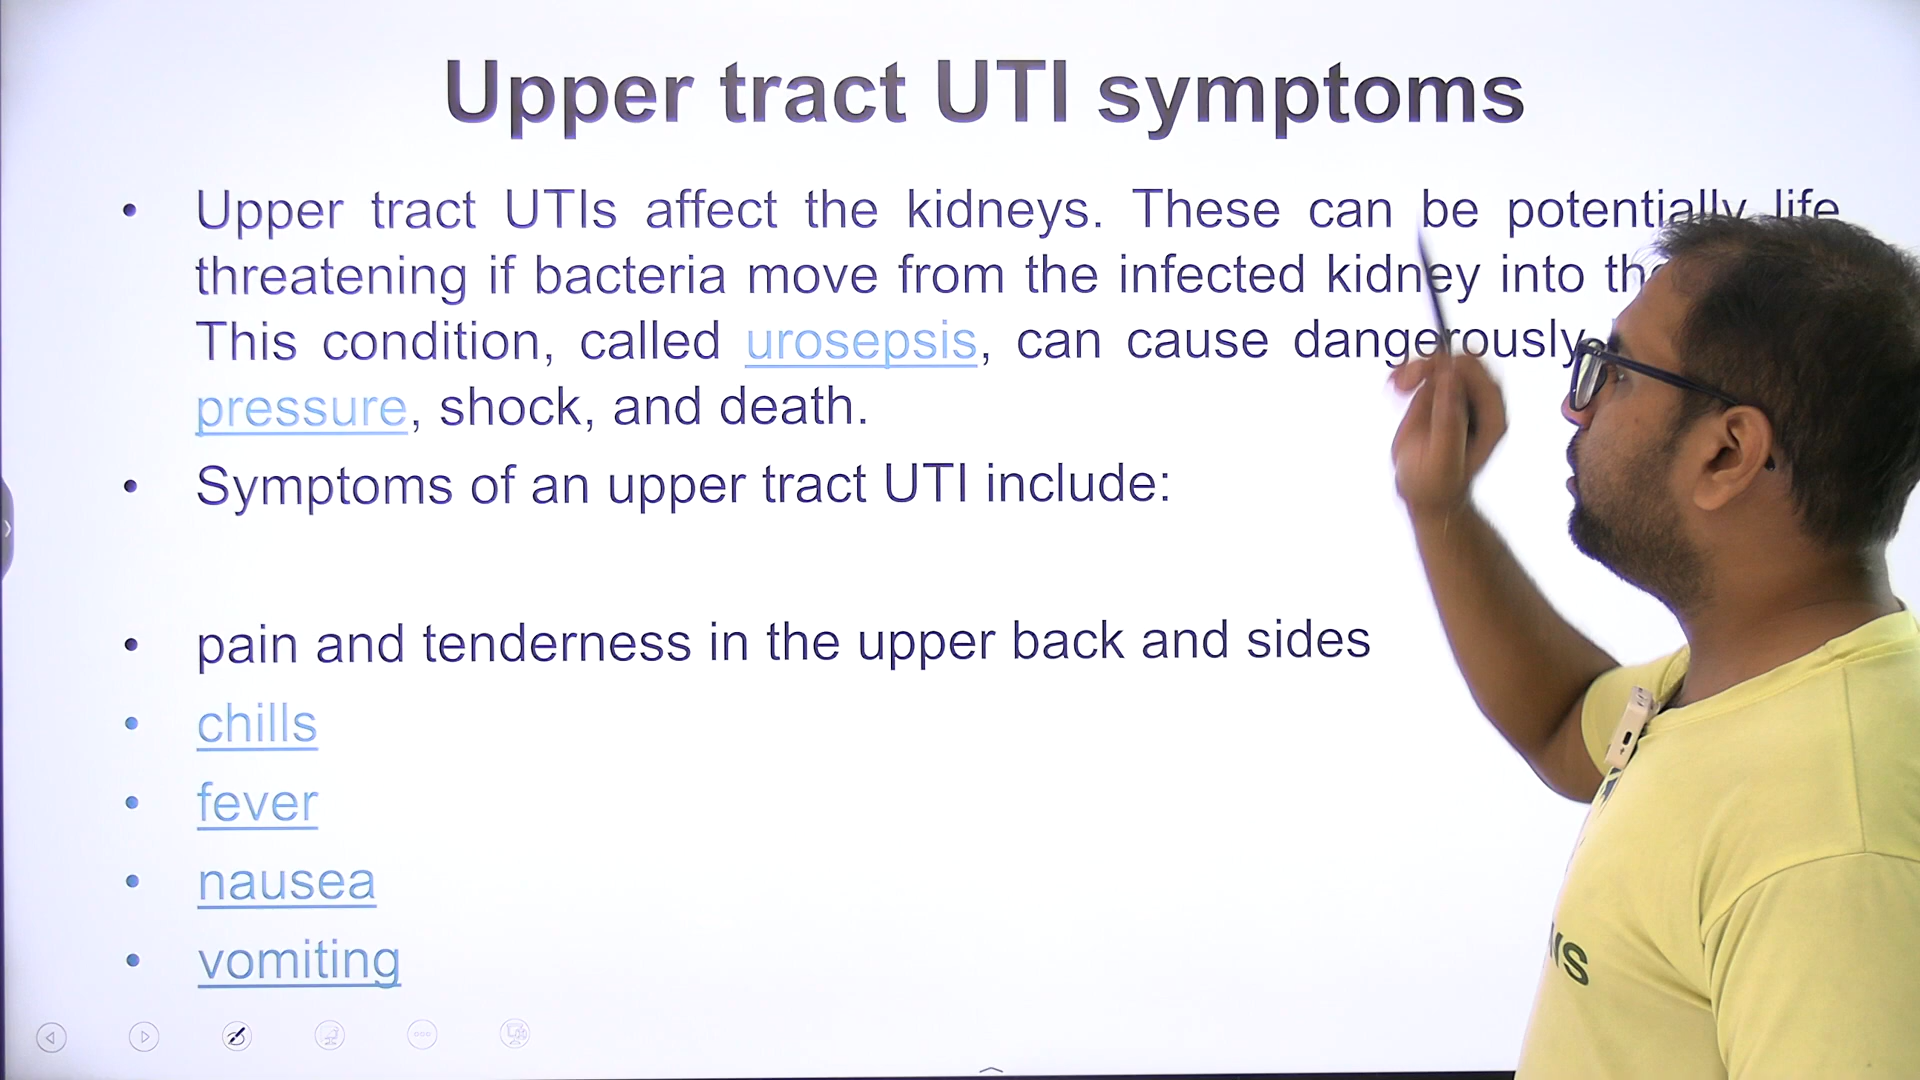 Upper tract UTI symptoms
• Upper tract UTIs affect the kidneys. These can be potentially life
threatening if bacteria move from the infected kidney into
This condition, called urosepsis, can cause dangerously
pressure, shock, and death.
• Symptoms of an upper tract UTI include:
• pain and tenderness in the upper back and sides
• chills
• fever
• nausea
• vomiting